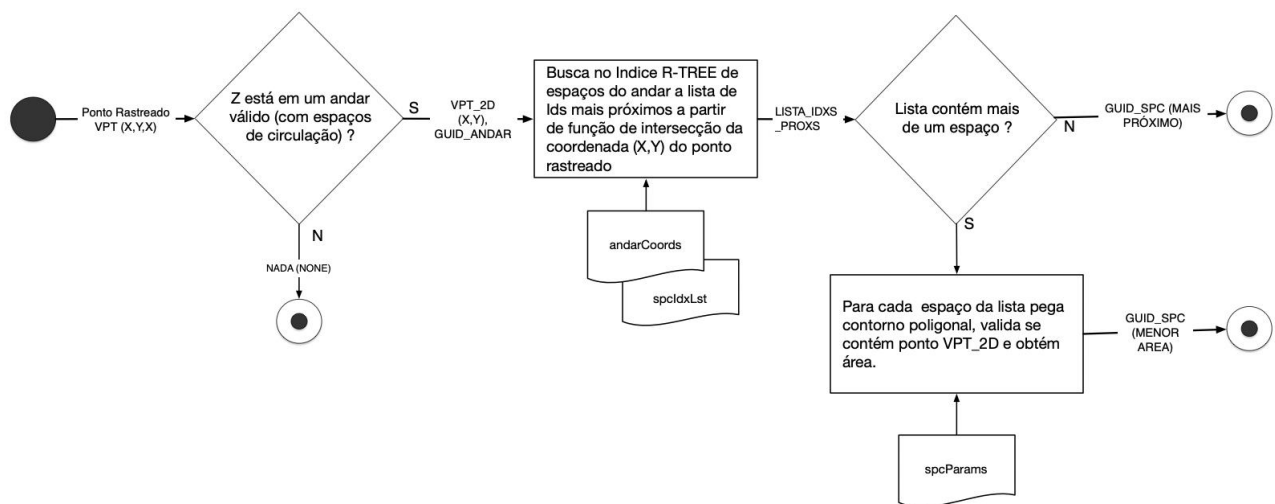 Ponto Rastreado
VPT (X,Y,X)
Z está em um andar
válido (com espaços
de circulação) ?
S
N
NADA (NONE)
VPT_2D
(X,Y),
GUID_ANDAR
Busca no Indice R-TREE de
espaços do andar a lista de
Ids mais próximos a partir
de função de intersecção da
coordenada (X,Y) do ponto
rastreado
andarCoords
spcIdxLst
LISTA_IDXS
_PROXS
Lista contém mais
de um espaço ?
N
GUID_SPC (MAIS
PRÓXIMO)
S
Para cada espaço da lista pega
contorno poligonal, valida se
contém ponto VPT_2D e obtém
área.
GUID_SPC
(MENOR
AREA)
spcParams